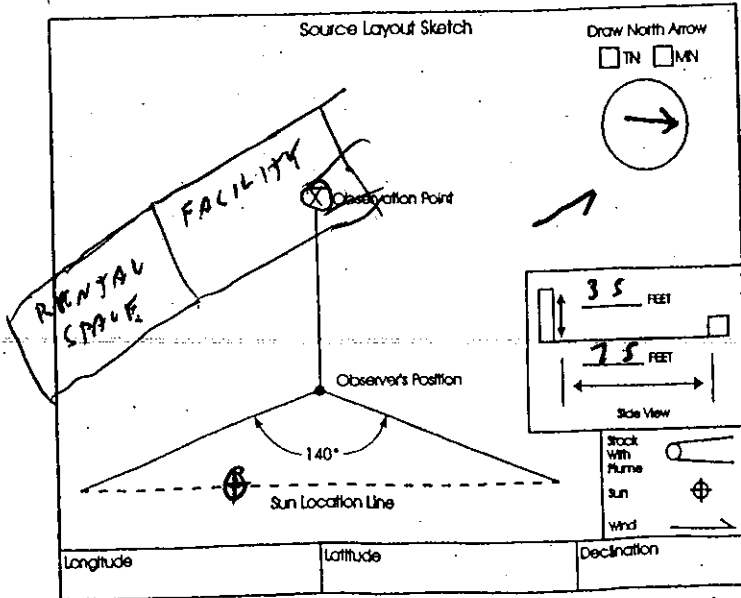 Source Layout Sketch
Draw North Arrow
TN MN
FACILITY
Observation Point
RENTAL
SPACE
35 FEET
75 FEET
Side View
Observer's Position
140°
Sun Location Line
Stack
With
Plume
Sun
Wind
Longitude
Latitude
Declination